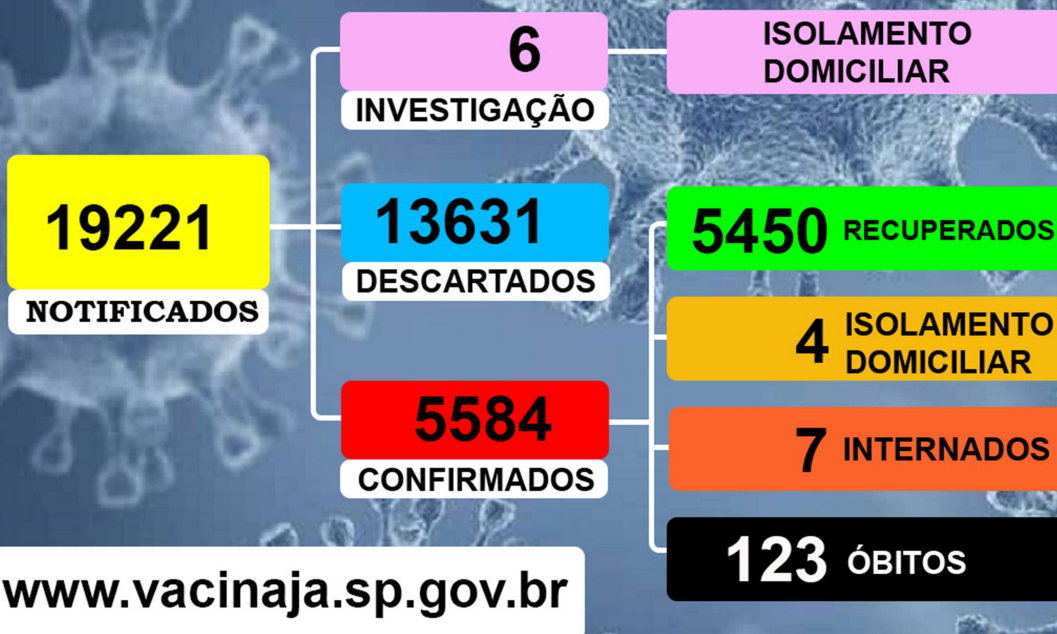 19221
NOTIFICADOS
6
INVESTIGAÇÃO
ISOLAMENTO
DOMICILIAR
13631
DESCARTADOS
5584
CONFIRMADOS
5450 RECUPERADOS
4 ISOLAMENTO
DOMICILIAR
7 INTERNADOS
123 ÓBITOS
www.vacinaja.sp.gov.br